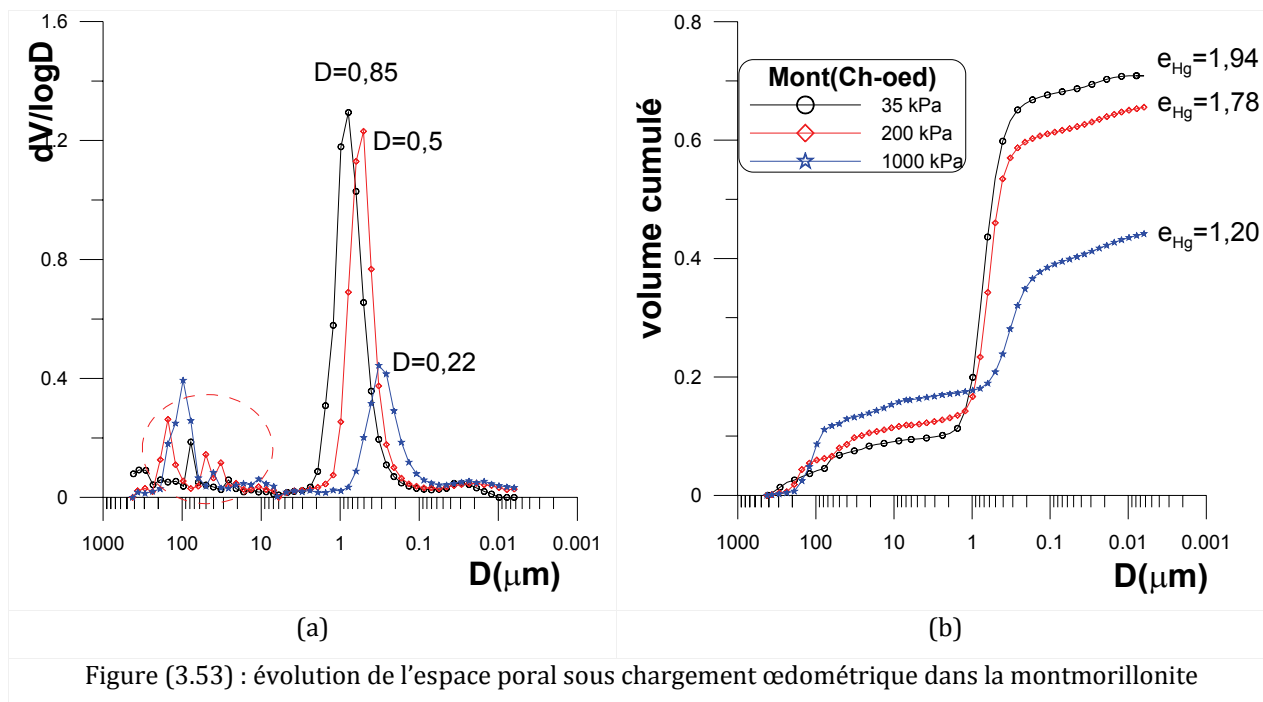 1.6
1.2
0.8
0.4
0
dV/logD
D=0,85
D=0,5
D=0,22
1000 100 10 1 0.1 0.01 0.001
D(μm)
(a)
0.8
0.6
0.4
0.2
0
volume cumulé
Mont(Ch-oed)
35 kPa
200 kPa
1000 kPa
eHg=1,94
eHg=1,78
eHg=1,20
1000 100 10 1 0.1 0.01 0.001
D(μm)
(b)
Figure (3.53) : évolution de l’espace poral sous chargement œdométrique dans la montmorillonite